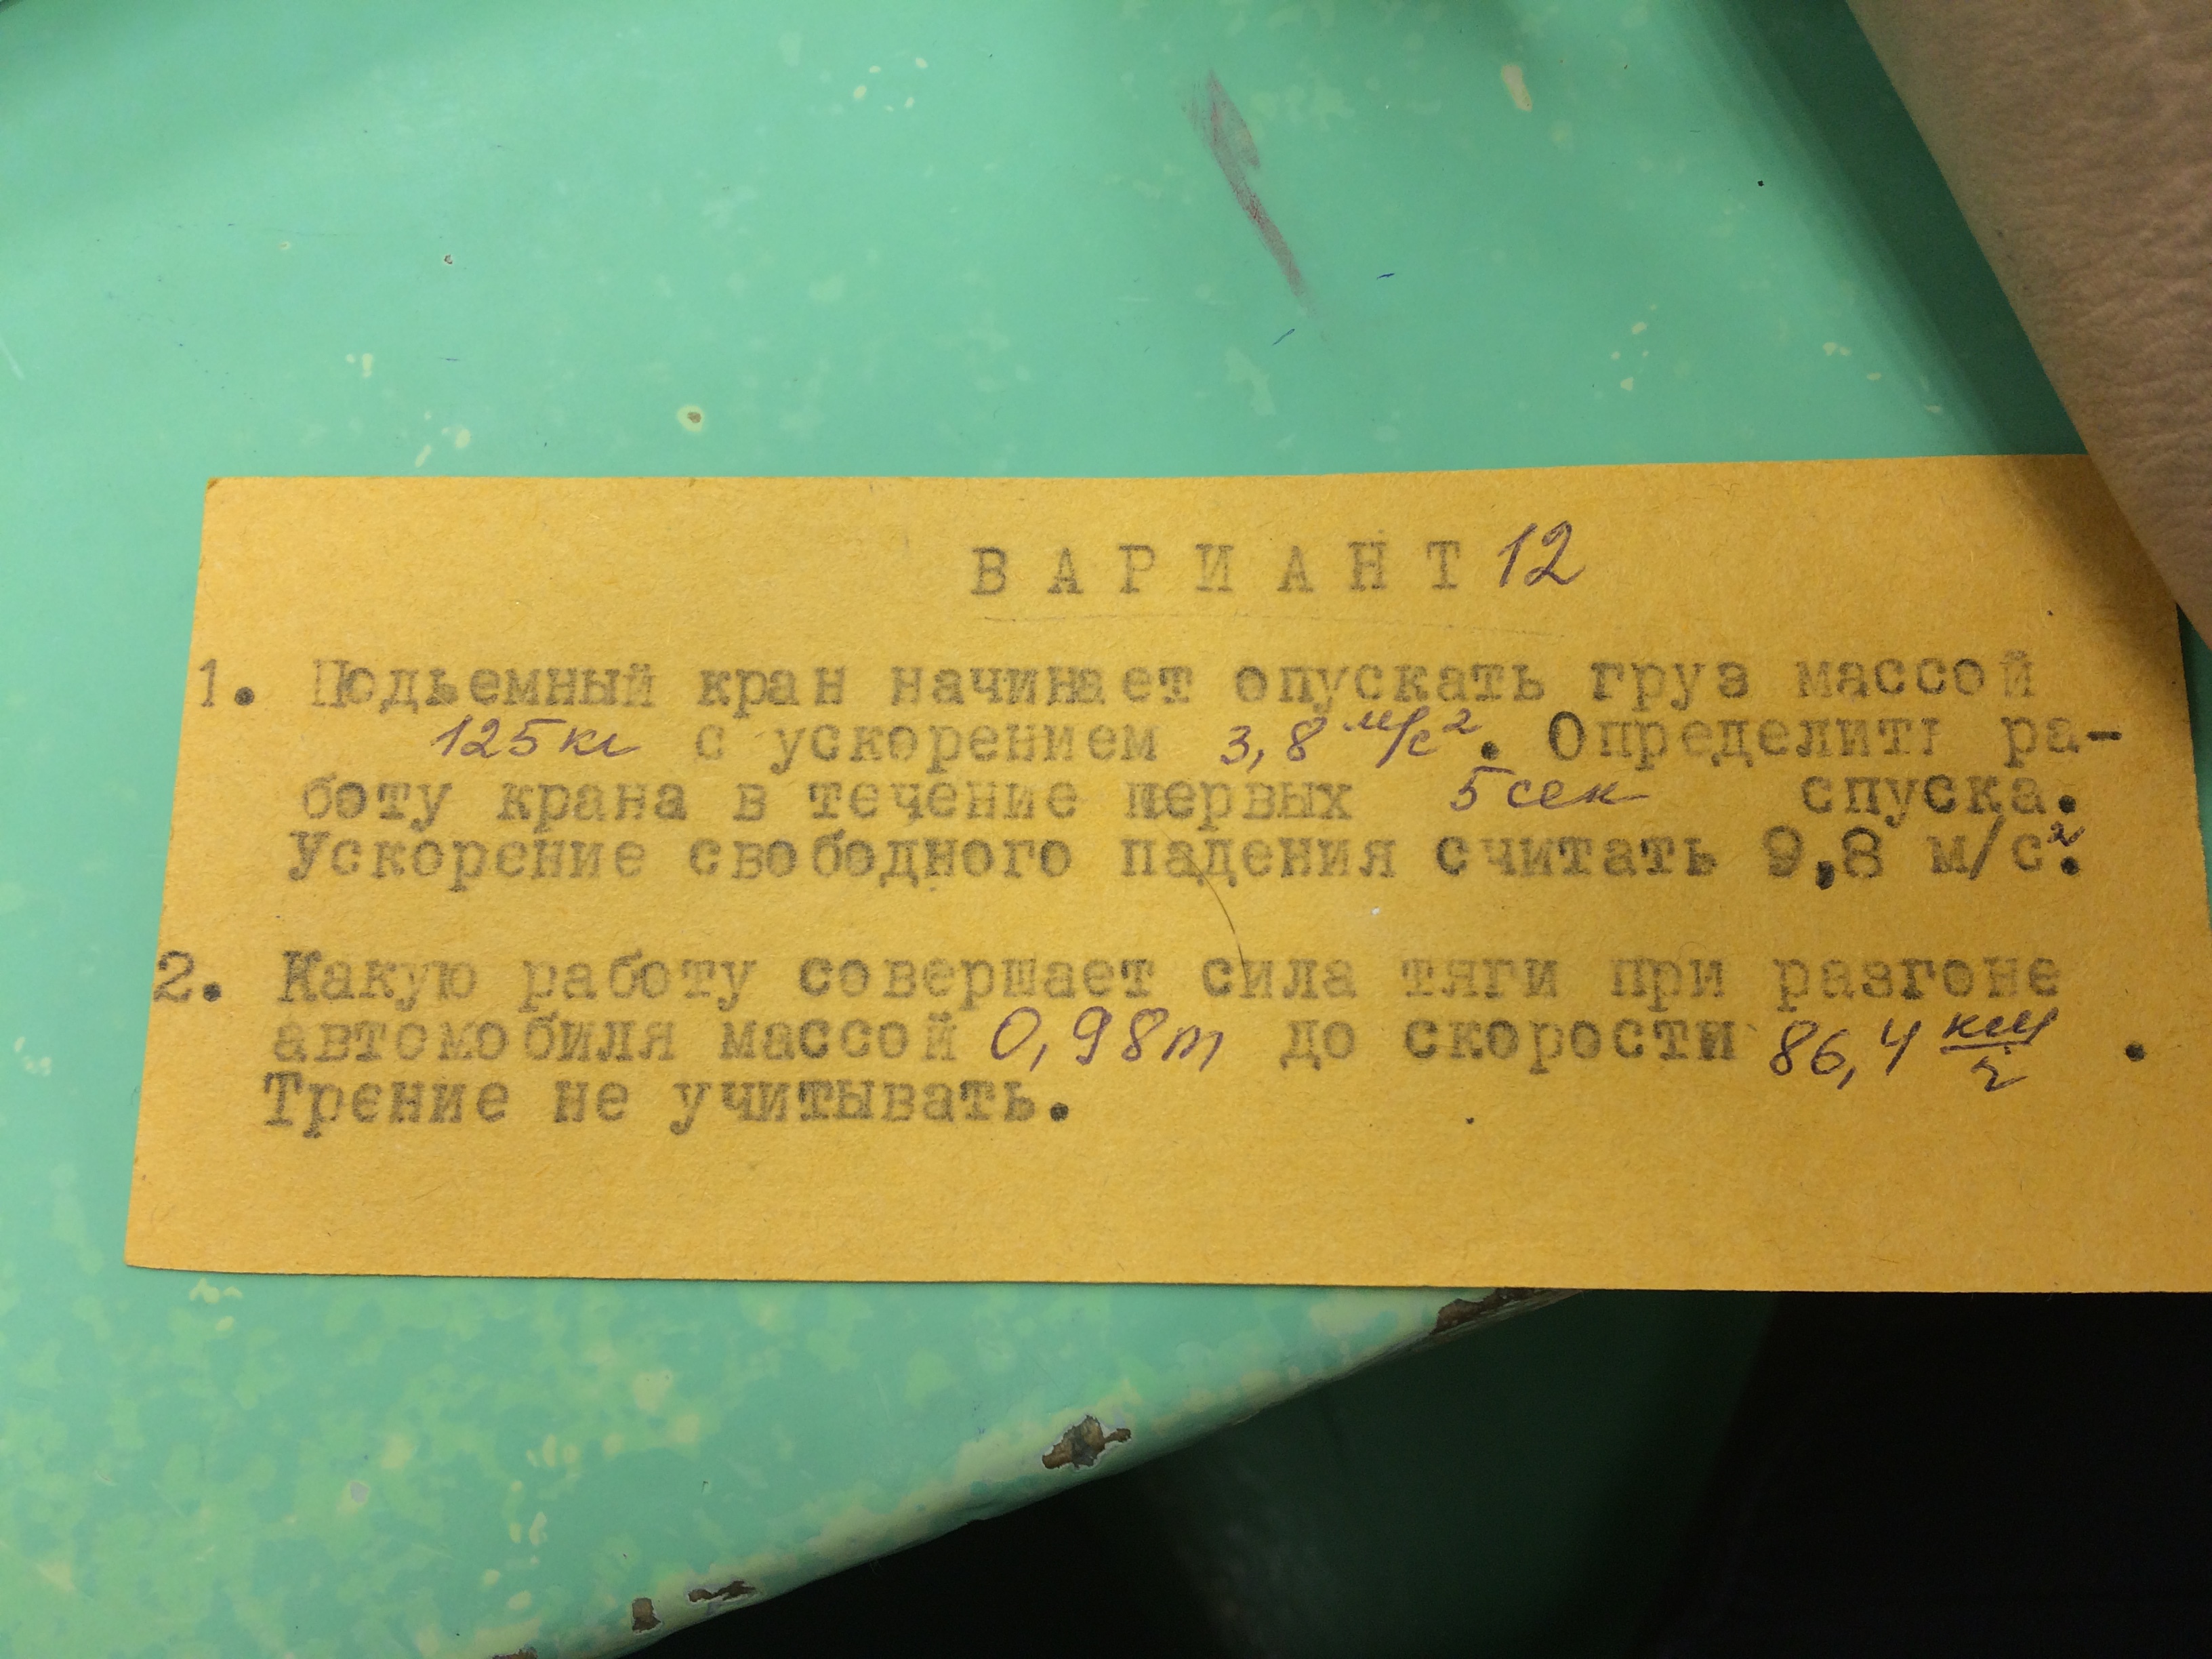 ВАРИАНТ 12
1. Подьемный кран начинает опускать груз массой
125кг с ускорением 3,8 м/с². Определить ра-
боту крана в течение первых 5сек спуска.
Ускорение свободного падения считать 9,8 м/с².
2. Какую работу совершает сила тяги при разгоне
автомобиля массой 0,98т до скорости 86,4 км/ч .
Трение не учитывать.